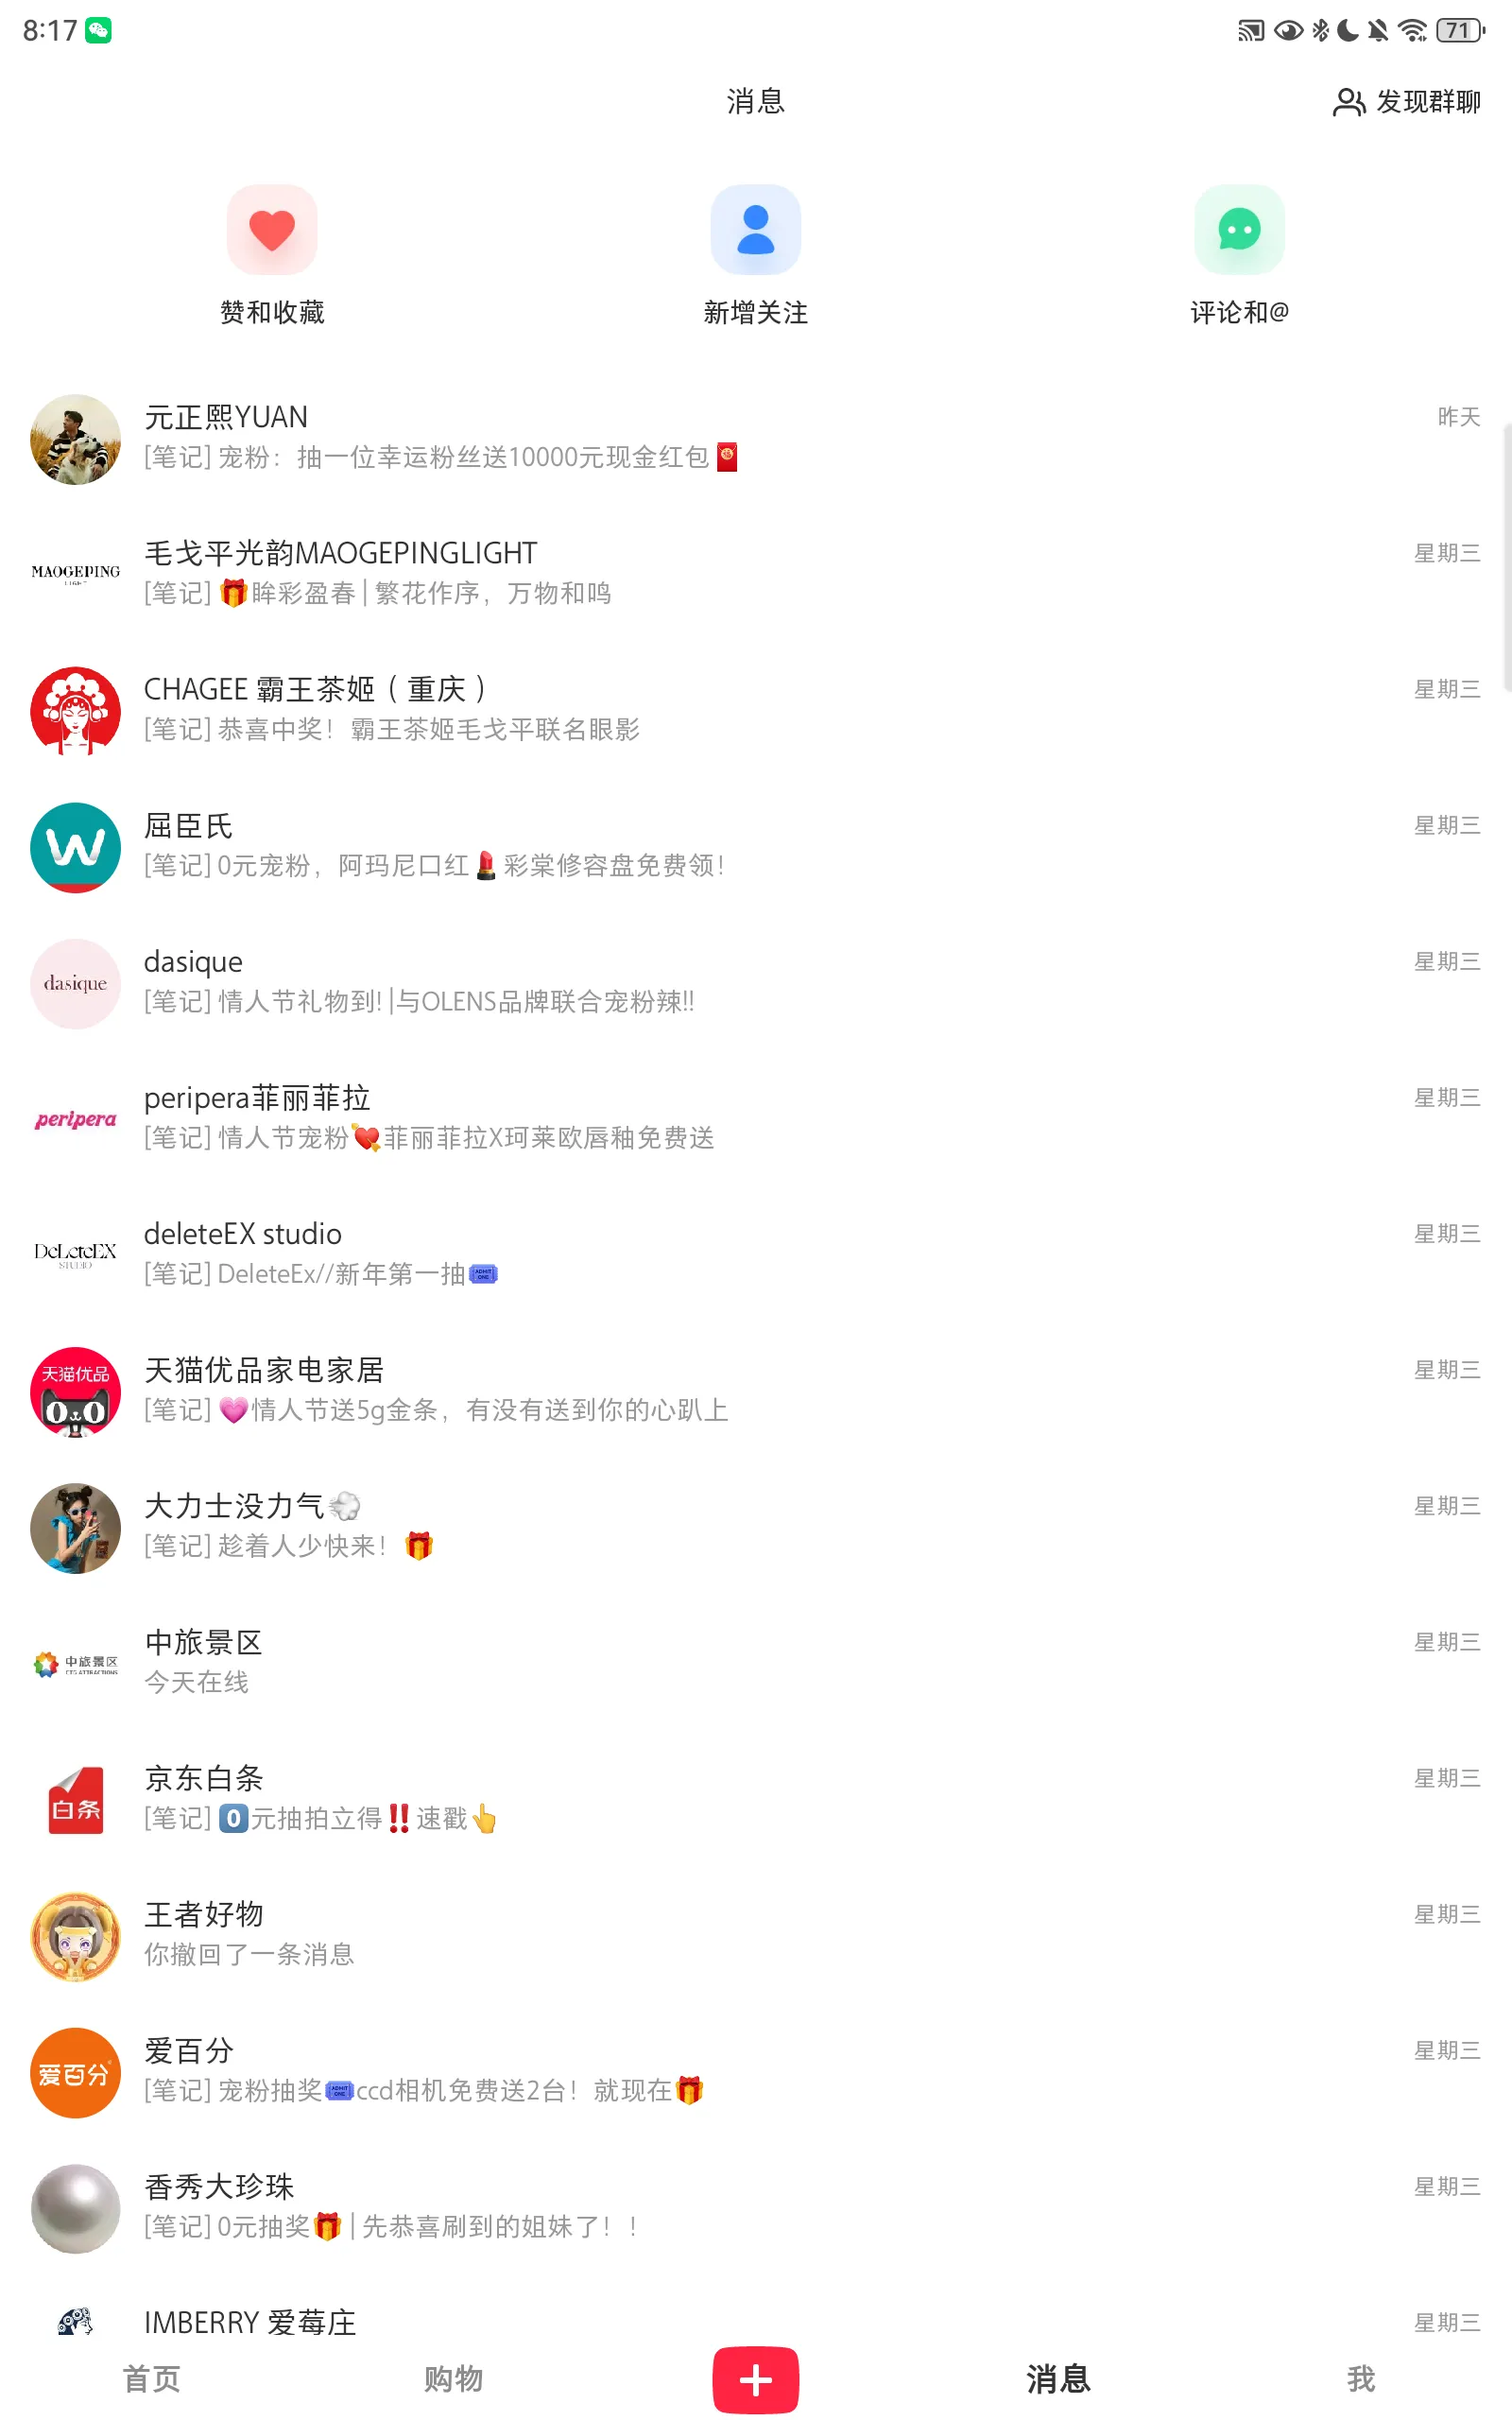 8:17
71
消息
发现群聊
赞和收藏
新增关注
评论和@
元正熙YUAN
昨天
[笔记] 宠粉：抽一位幸运粉丝送10000元现金红包🧧
MAOGEPING
毛戈平光韵MAOGEPINGLIGHT
星期三
[笔记] 🎁眸彩盈春 | 繁花作序，万物和鸣
CHAGEE 霸王茶姬（重庆）
星期三
[笔记] 恭喜中奖！霸王茶姬毛戈平联名眼影
W
屈臣氏
星期三
[笔记] 0元宠粉，阿玛尼口红💄彩棠修容盘免费领！
dasique
dasique
星期三
[笔记] 情人节礼物到! |与OLENS品牌联合宠粉辣!!
peripera
peripera菲丽菲拉
星期三
[笔记] 情人节宠粉💘菲丽菲拉X珂莱欧唇釉免费送
DeLeteEX
STUDIO
deleteEX studio
星期三
[笔记] DeleteEx//新年第一抽🎟
天猫优品
天猫优品家电家居
星期三
[笔记] 💗情人节送5g金条，有没有送到你的心趴上
大力士没力气💨
星期三
[笔记] 趁着人少快来！🎁
中旅景区
CTG ATTRACTIONS
中旅景区
星期三
今天在线
白条
京东白条
星期三
[笔记] 0️⃣元抽拍立得‼️速戳👆
王者好物
星期三
你撤回了一条消息
爱百分
爱百分
星期三
[笔记] 宠粉抽奖🎟ccd相机免费送2台！就现在🎁
香秀大珍珠
星期三
[笔记] 0元抽奖🎁 | 先恭喜刷到的姐妹了！！
IMBERRY 爱莓庄
星期三
首页
购物
消息
我